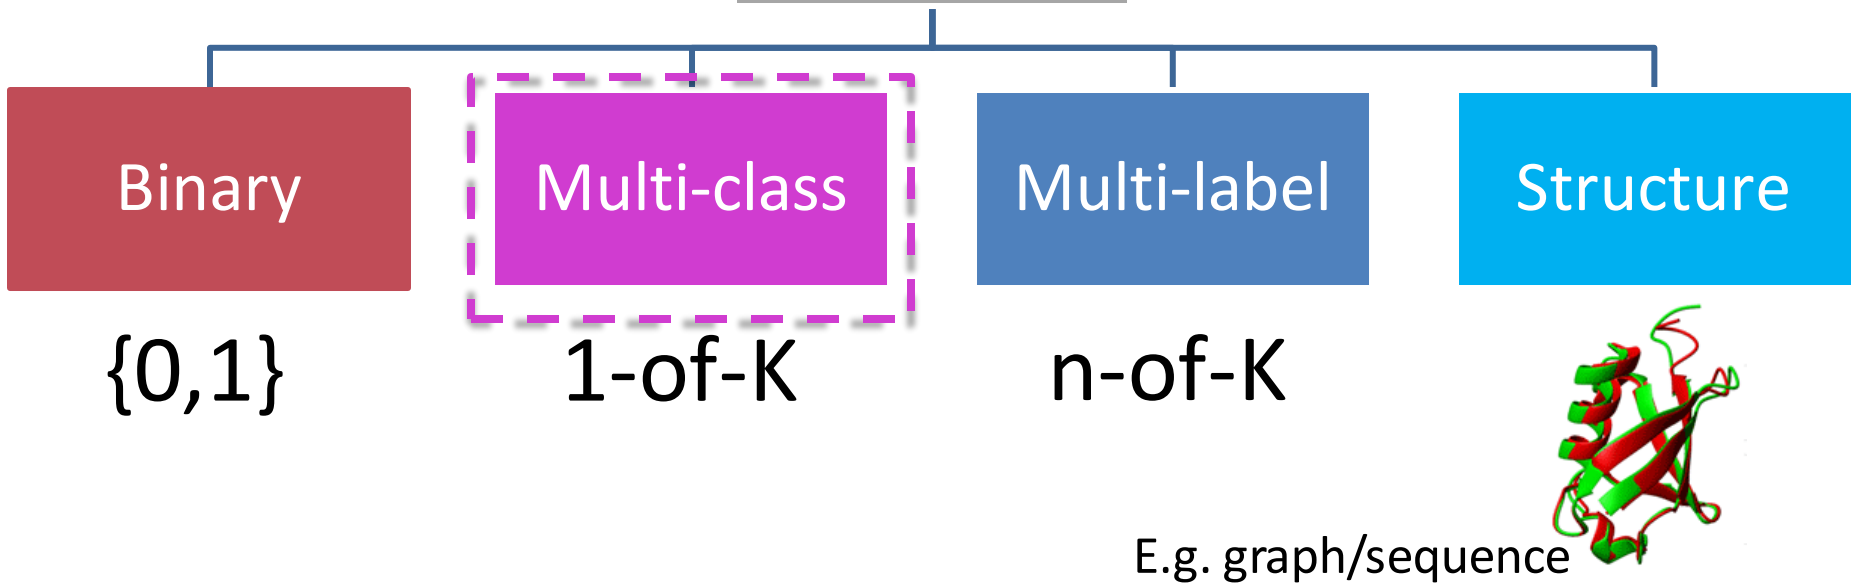 Binary
Multi-class
Multi-label
Structure
{0,1}
1-of-K
n-of-K
E.g. graph/sequence